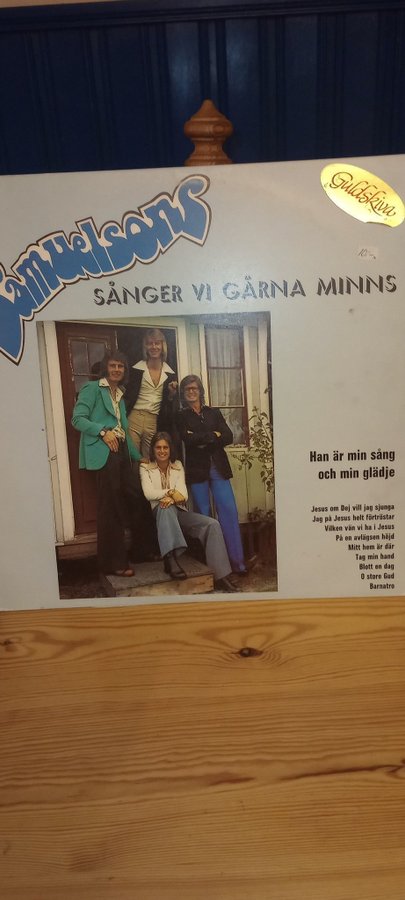 Samuelsons
Guldskiva
10:-
SÅNGER VI GÄRNA MINNS
Han är min sång
och min glädje
Jesus om Dej vill jag sjunga
Jag på Jesus helt förtröstar
Vilken vän vi ha i Jesus
På en avlägsen höjd
Mitt hem är där
Tag min hand
Blott en dag
O store Gud
Barnatro